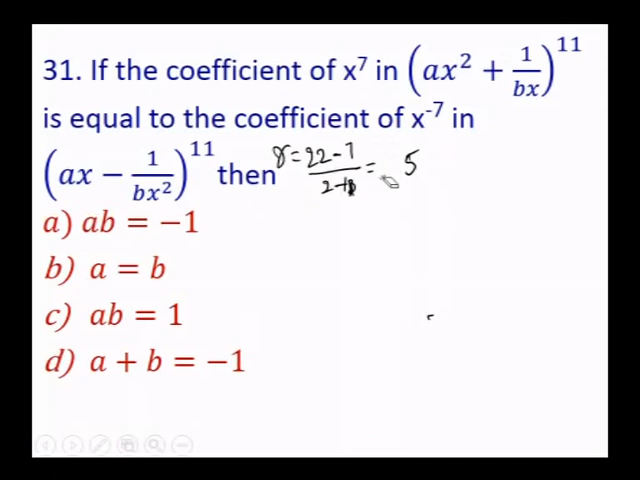 31. If the coefficient of x⁷ in (ax² + 1/bx)¹¹
is equal to the coefficient of x⁻⁷ in
(ax − 1/bx²)¹¹ then r = 22-7/2+1 = 5
a) ab = −1
b) a = b
c) ab = 1
d) a + b = −1